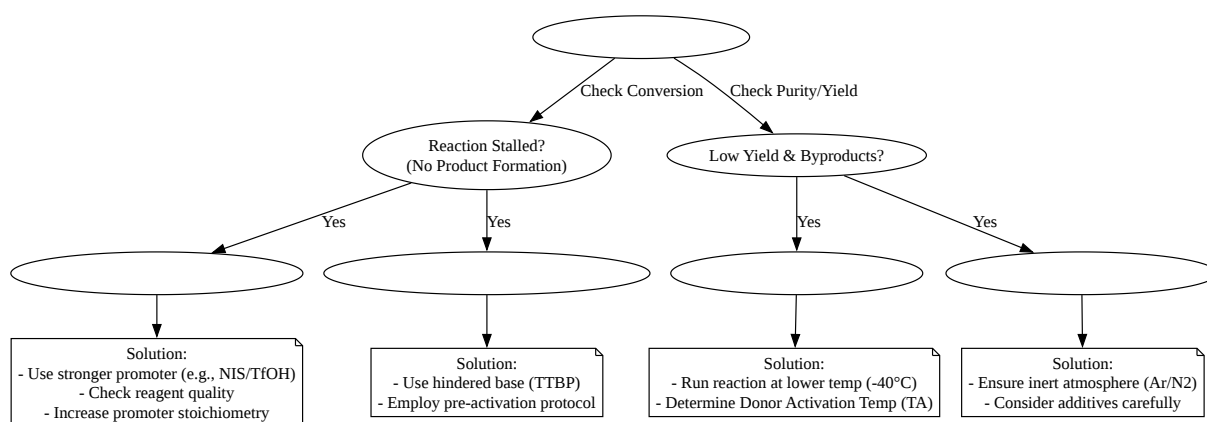 Check Conversion
Check Purity/Yield
Reaction Stalled?
(No Product Formation)
Low Yield & Byproducts?
Yes
Yes
Yes
Yes
Solution:
- Use stronger promoter (e.g., NIS/TfOH)
- Check reagent quality
- Increase promoter stoichiometry
Solution:
- Use hindered base (TTBP)
- Employ pre-activation protocol
Solution:
- Run reaction at lower temp (-40°C)
- Determine Donor Activation Temp (TA)
Solution:
- Ensure inert atmosphere (Ar/N2)
- Consider additives carefully